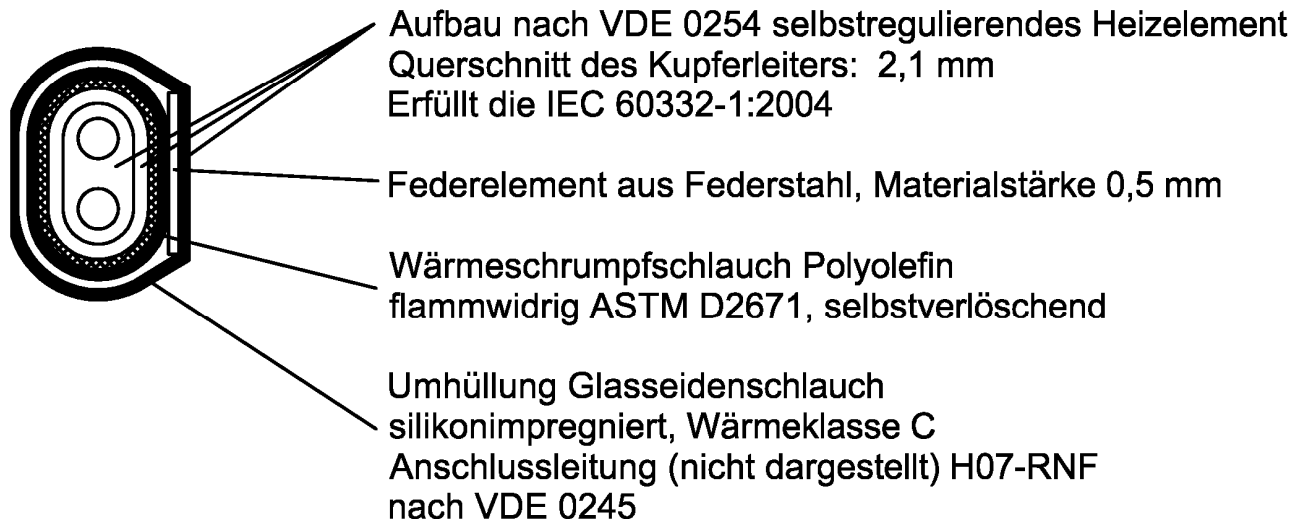 Aufbau nach VDE 0254 selbstregulierendes Heizelement
Querschnitt des Kupferleiters: 2,1 mm
Erfüllt die IEC 60332-1:2004
Federelement aus Federstahl, Materialstärke 0,5 mm
Wärmeschrumpfschlauch Polyolefin
flammwidrig ASTM D2671, selbstverlöschend
Umhüllung Glasseidenschlauch
silikonimpregniert, Wärmeklasse C
Anschlussleitung (nicht dargestellt) H07-RNF
nach VDE 0245